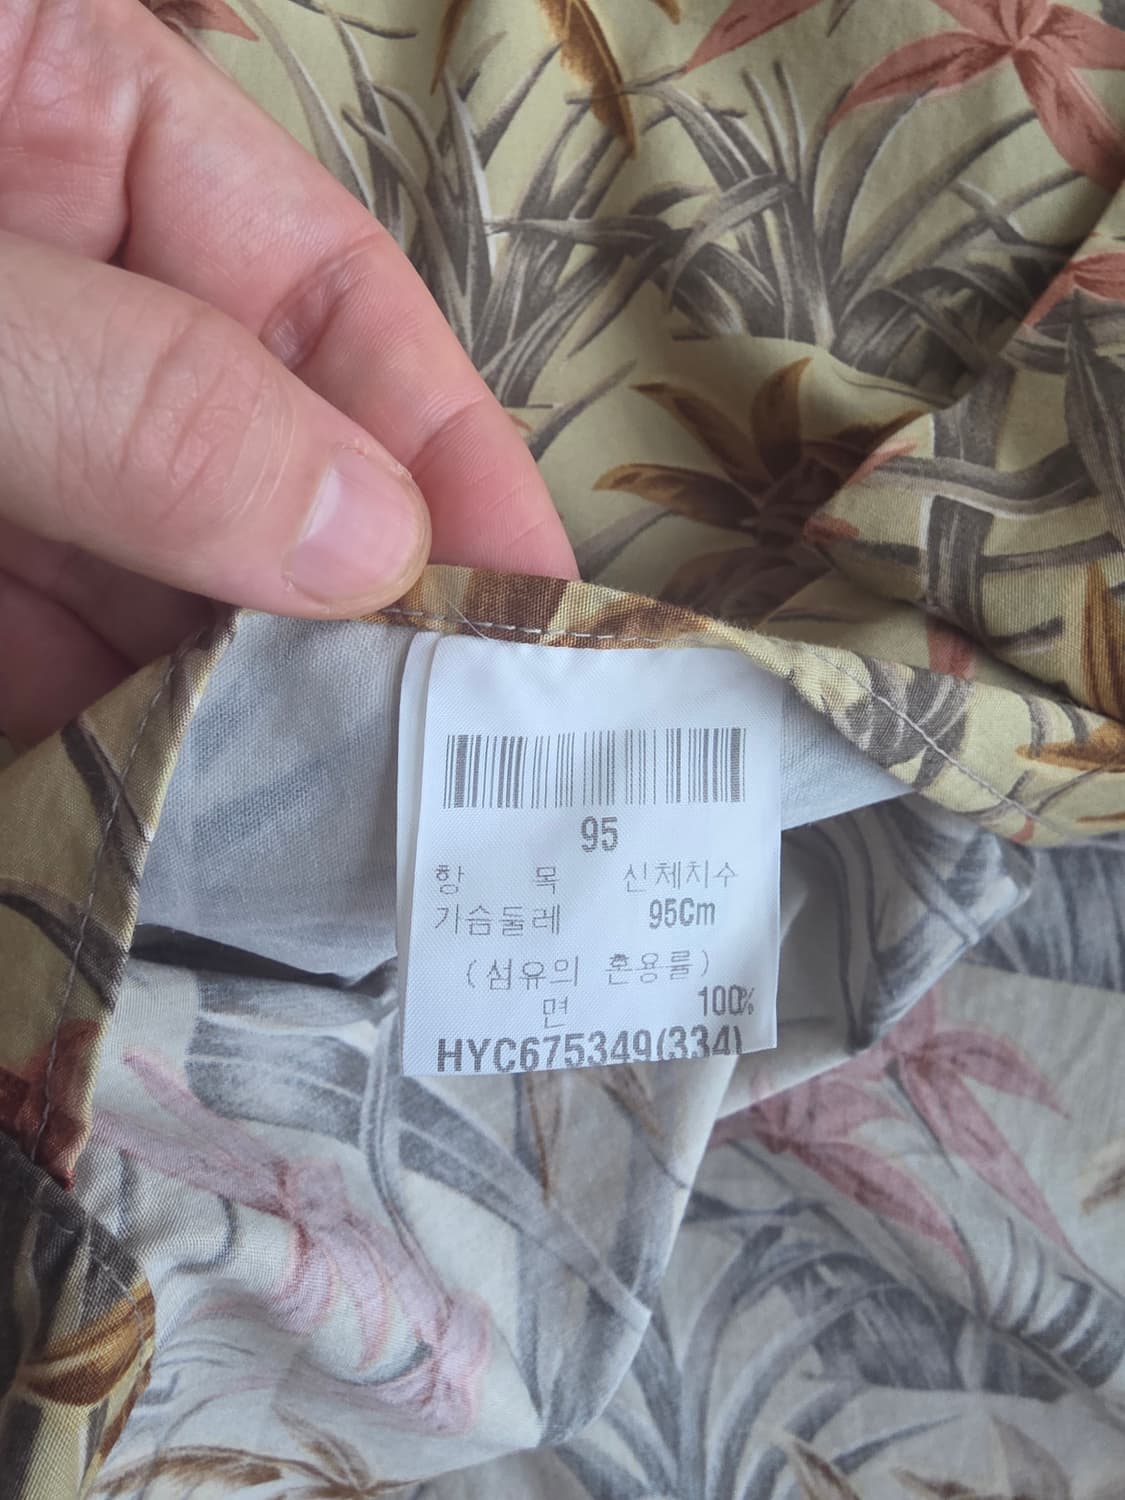 95
항 목 신체치수
가슴둘레 95Cm
(섬유의 혼용률)
면 100%
HYC675349(334)